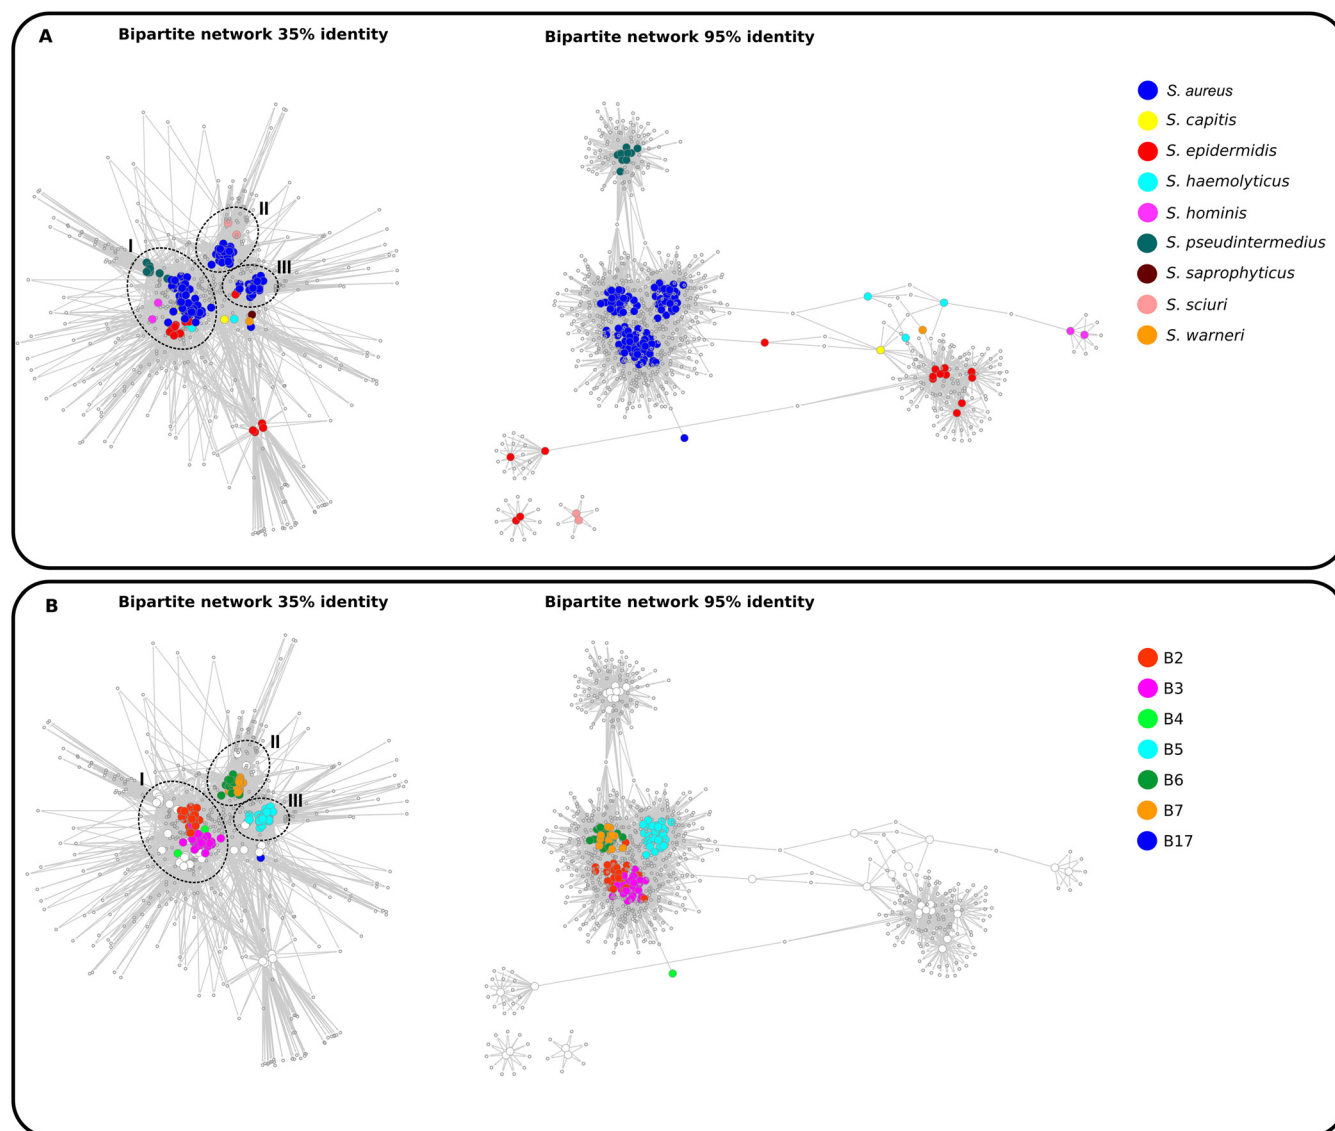 A
Bipartite network 35% identity
Bipartite network 95% identity
I
II
III
S. aureus
S. capitis
S. epidermidis
S. haemolyticus
S. hominis
S. pseudintermedius
S. saprophyticus
S. sciuri
S. warneri
B
Bipartite network 35% identity
Bipartite network 95% identity
I
II
III
B2
B3
B4
B5
B6
B7
B17